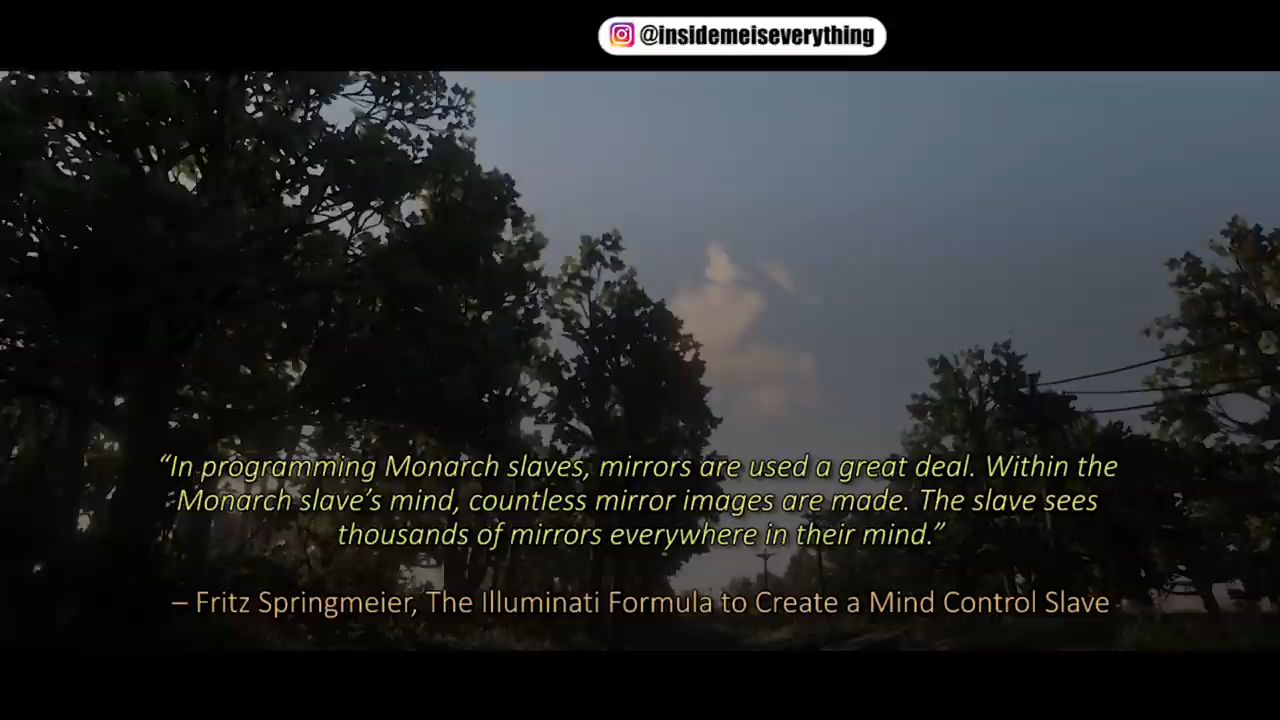 @insidemeiseverything
“In programming Monarch slaves, mirrors are used a great deal. Within the
Monarch slave’s mind, countless mirror images are made. The slave sees
thousands of mirrors everywhere in their mind.”
– Fritz Springmeier, The Illuminati Formula to Create a Mind Control Slave